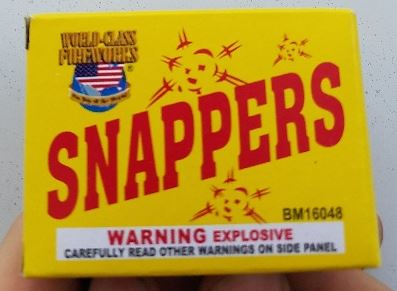 WORLD-CLASS
FIREWORKS
®
SNAPPERS
BM16048
WARNING EXPLOSIVE
CAREFULLY READ OTHER WARNINGS ON SIDE PANEL